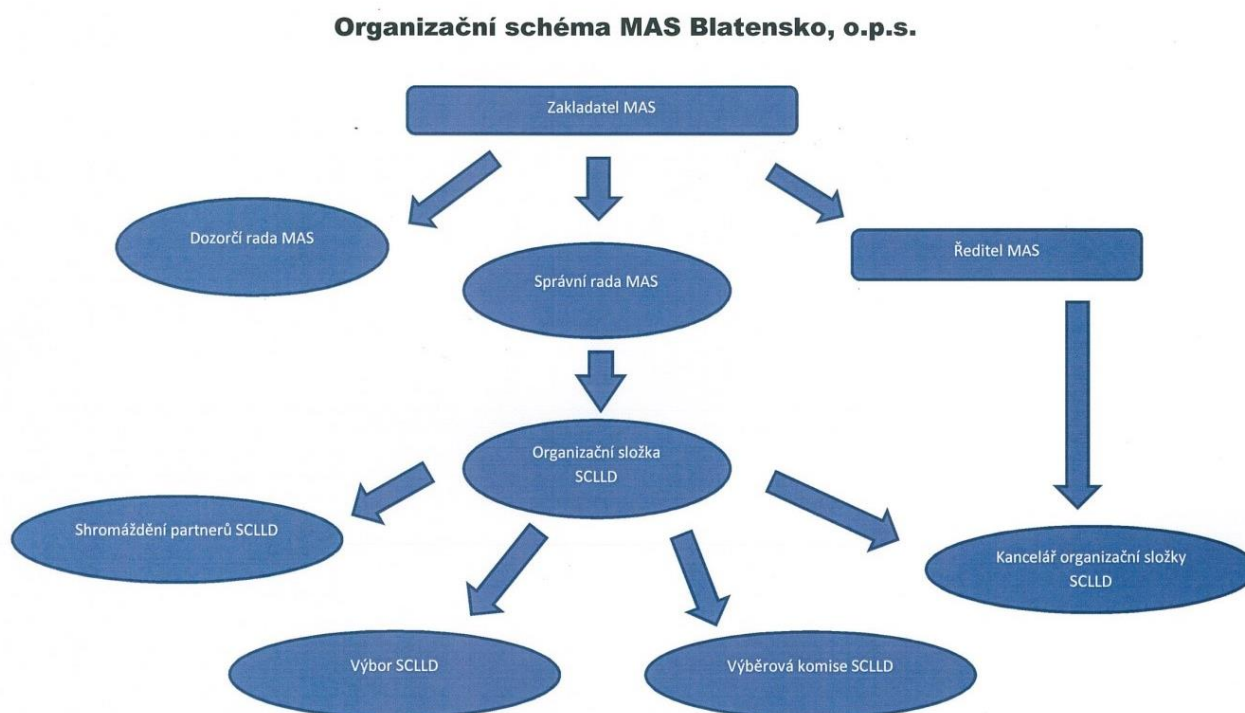 Organizační schéma MAS Blatensko, o.p.s.
Zakladatel MAS
Dozorčí rada MAS
Správní rada MAS
Ředitel MAS
Organizační složka
SCLLD
Shromáždění partnerů SCLLD
Kancelář organizační složky
SCLLD
Výbor SCLLD
Výběrová komise SCLLD